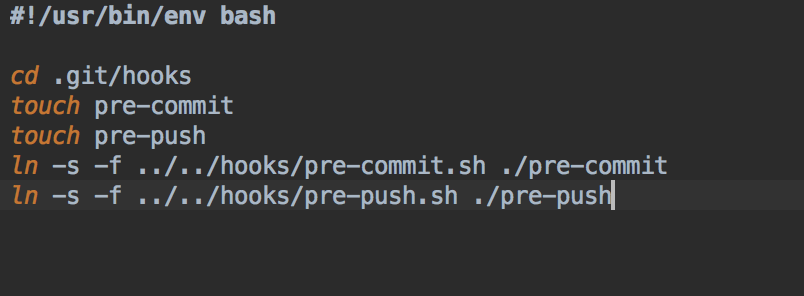 #!/usr/bin/env bash
cd .git/hooks
touch pre-commit
touch pre-push
ln -s -f ../../hooks/pre-commit.sh ./pre-commit
ln -s -f ../../hooks/pre-push.sh ./pre-push